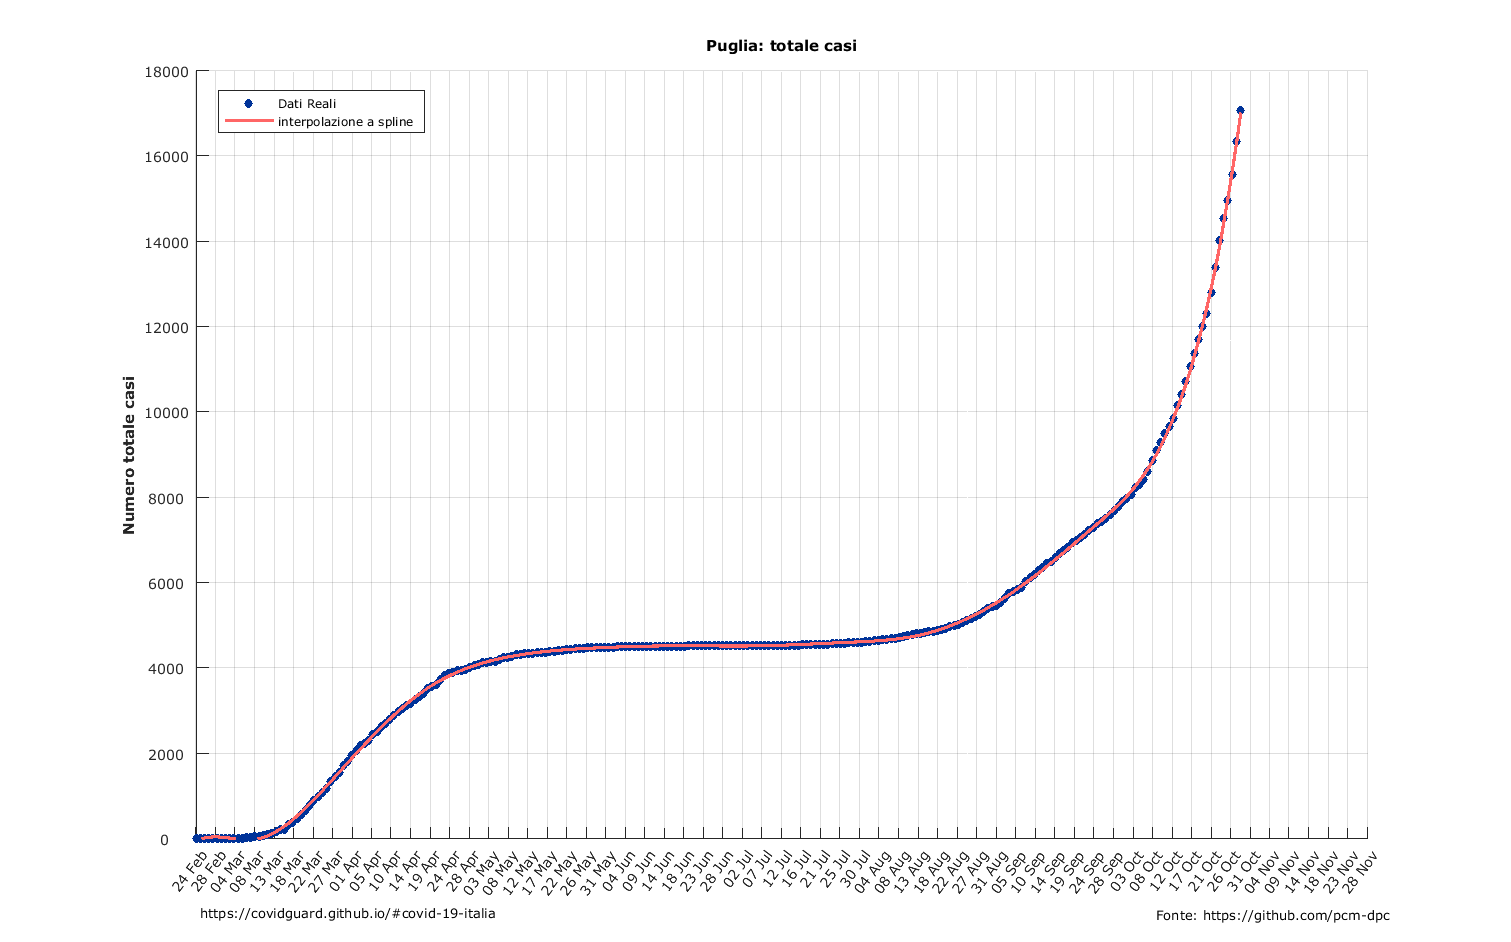 Puglia: totale casi
18000
16000
14000
12000
10000
8000
6000
4000
2000
0
Numero totale casi
Dati Reali
interpolazione a spline
24 Feb
28 Feb
04 Mar
08 Mar
13 Mar
18 Mar
22 Mar
27 Mar
01 Apr
05 Apr
10 Apr
14 Apr
19 Apr
24 Apr
28 Apr
03 May
08 May
12 May
17 May
22 May
26 May
31 May
04 Jun
09 Jun
14 Jun
18 Jun
23 Jun
28 Jun
02 Jul
07 Jul
12 Jul
16 Jul
21 Jul
25 Jul
30 Jul
04 Aug
08 Aug
13 Aug
18 Aug
22 Aug
27 Aug
31 Aug
05 Sep
10 Sep
14 Sep
19 Sep
24 Sep
28 Sep
03 Oct
08 Oct
12 Oct
17 Oct
21 Oct
26 Oct
31 Oct
04 Nov
09 Nov
14 Nov
18 Nov
23 Nov
28 Nov
https://covidguard.github.io/#covid-19-italia
Fonte: https://github.com/pcm-dpc